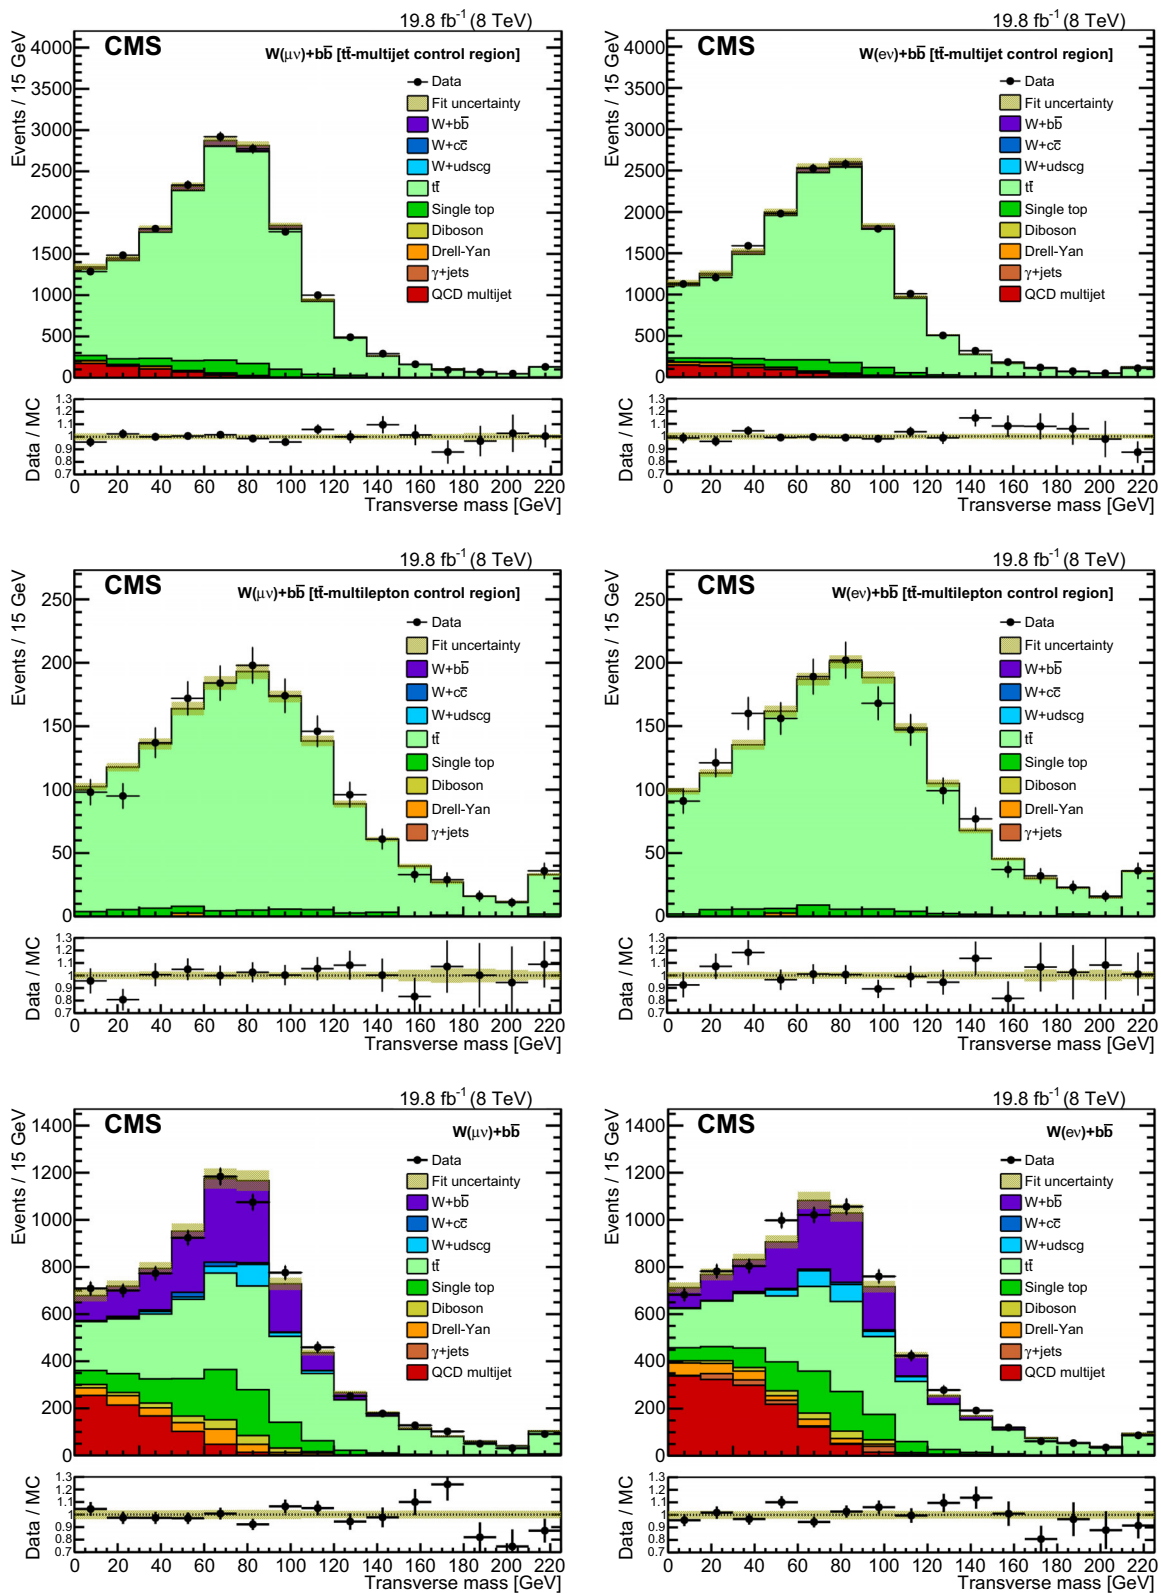 19.8 fb⁻¹ (8 TeV)
CMS
W(μν)+bb̄ [tt̄-multijet control region]
Events / 15 GeV
4000
3500
3000
2500
2000
1500
1000
500
0
Data
Fit uncertainty
W+bb̄
W+cc̄
W+udscg
tt̄
Single top
Diboson
Drell-Yan
γ+jets
QCD multijet
Data / MC
1.3
1.2
1.1
1
0.9
0.8
0.7
0 20 40 60 80 100 120 140 160 180 200 220
Transverse mass [GeV]
19.8 fb⁻¹ (8 TeV)
CMS
W(eν)+bb̄ [tt̄-multijet control region]
Events / 15 GeV
4000
3500
3000
2500
2000
1500
1000
500
0
Data
Fit uncertainty
W+bb̄
W+cc̄
W+udscg
tt̄
Single top
Diboson
Drell-Yan
γ+jets
QCD multijet
Data / MC
1.3
1.2
1.1
1
0.9
0.8
0.7
0 20 40 60 80 100 120 140 160 180 200 220
Transverse mass [GeV]
19.8 fb⁻¹ (8 TeV)
CMS
W(μν)+bb̄ [tt̄-multilepton control region]
Events / 15 GeV
250
200
150
100
50
0
Data
Fit uncertainty
W+bb̄
W+cc̄
W+udscg
tt̄
Single top
Diboson
Drell-Yan
γ+jets
Data / MC
1.3
1.2
1.1
1
0.9
0.8
0.7
0 20 40 60 80 100 120 140 160 180 200 220
Transverse mass [GeV]
19.8 fb⁻¹ (8 TeV)
CMS
W(eν)+bb̄ [tt̄-multilepton control region]
Events / 15 GeV
250
200
150
100
50
0
Data
Fit uncertainty
W+bb̄
W+cc̄
W+udscg
tt̄
Single top
Diboson
Drell-Yan
γ+jets
Data / MC
1.3
1.2
1.1
1
0.9
0.8
0.7
0 20 40 60 80 100 120 140 160 180 200 220
Transverse mass [GeV]
19.8 fb⁻¹ (8 TeV)
CMS
W(μν)+bb̄
Events / 15 GeV
1400
1200
1000
800
600
400
200
0
Data
Fit uncertainty
W+bb̄
W+cc̄
W+udscg
tt̄
Single top
Diboson
Drell-Yan
γ+jets
QCD multijet
Data / MC
1.3
1.2
1.1
1
0.9
0.8
0.7
0 20 40 60 80 100 120 140 160 180 200 220
Transverse mass [GeV]
19.8 fb⁻¹ (8 TeV)
CMS
W(eν)+bb̄
Events / 15 GeV
1400
1200
1000
800
600
400
200
0
Data
Fit uncertainty
W+bb̄
W+cc̄
W+udscg
tt̄
Single top
Diboson
Drell-Yan
γ+jets
QCD multijet
Data / MC
1.3
1.2
1.1
1
0.9
0.8
0.7
0 20 40 60 80 100 120 140 160 180 200 220
Transverse mass [GeV]